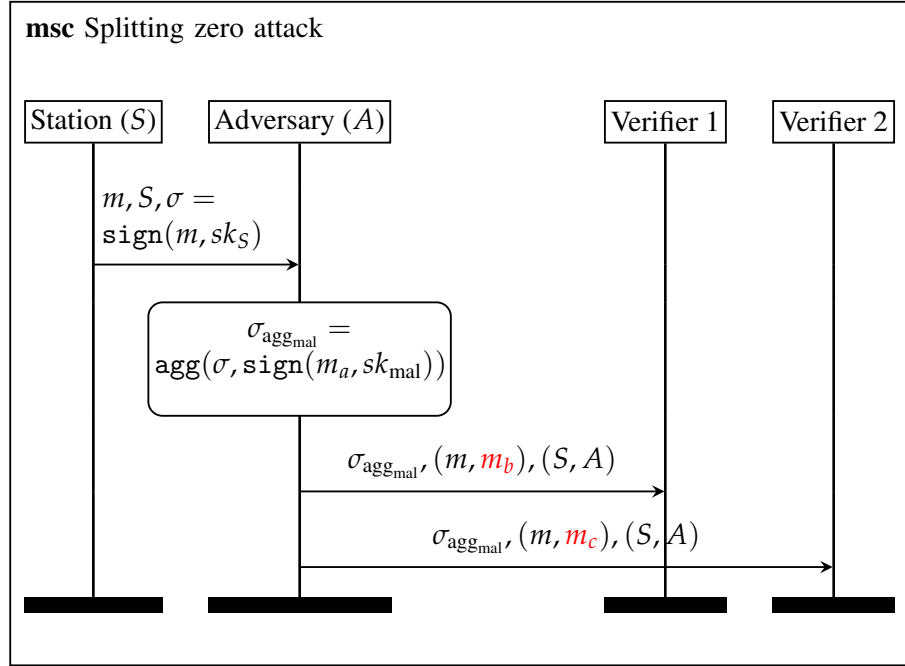 msc Splitting zero attack
Station (S)
Adversary (A)
Verifier 1
Verifier 2
m, S, σ =
sign(m, sk_S)
σ_agg_mal =
agg(σ, sign(m_a, sk_mal))
σ_agg_mal, (m, m_b), (S, A)
σ_agg_mal, (m, m_c), (S, A)